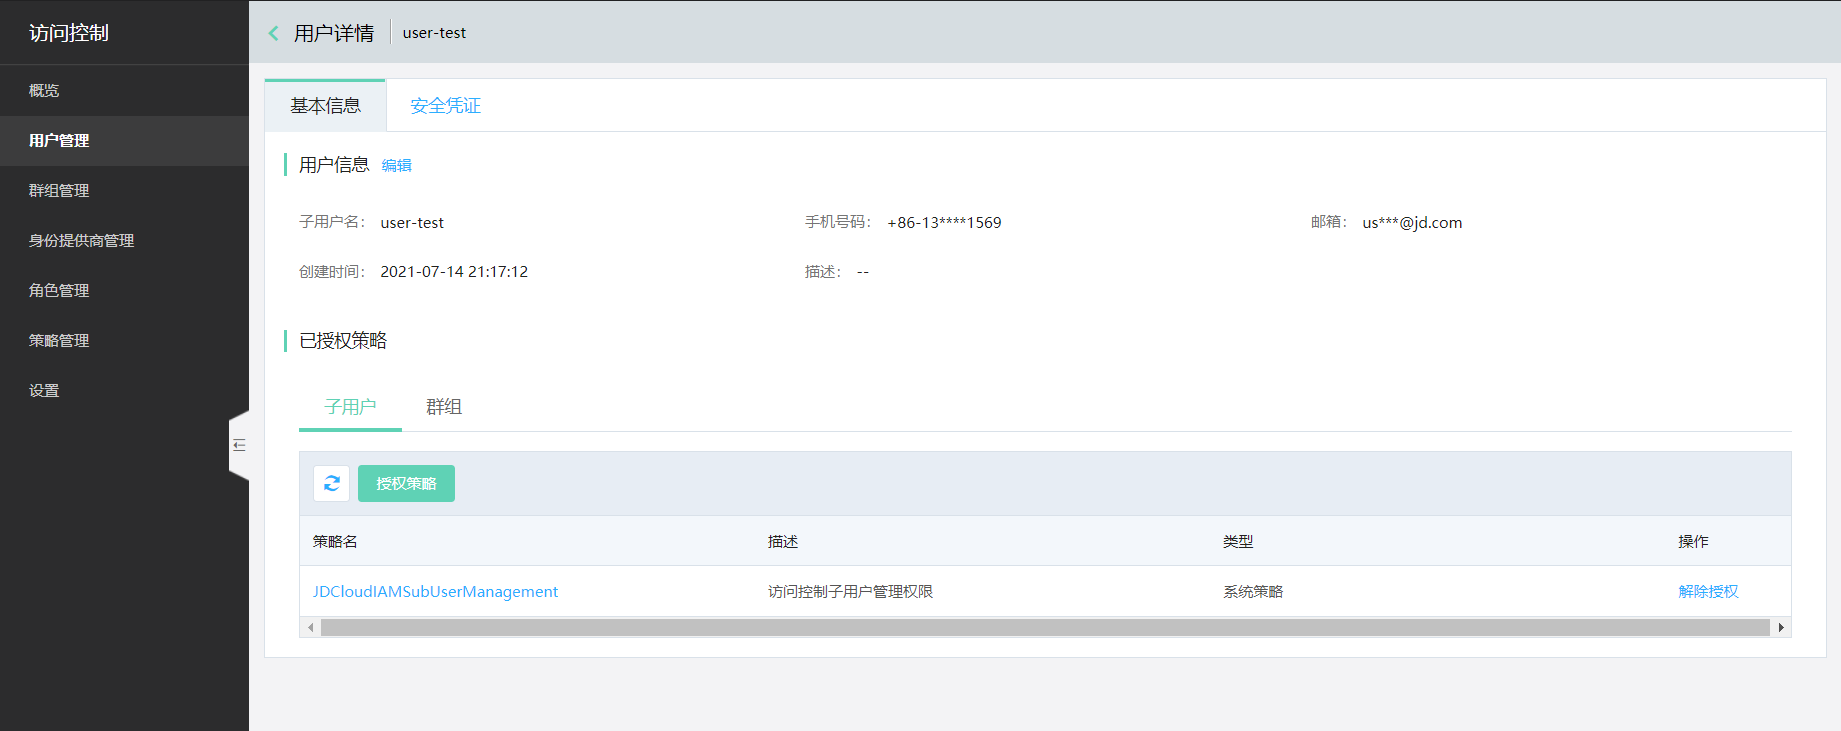 访问控制
概览
用户管理
群组管理
身份提供商管理
角色管理
策略管理
设置
用户详情 user-test
基本信息 安全凭证
用户信息 编辑
子用户名： user-test 手机号码： +86-13****1569 邮箱： us***@jd.com
创建时间： 2021-07-14 21:17:12 描述： --
已授权策略
子用户 群组
授权策略
策略名 描述 类型 操作
JDCloudIAMSubUserManagement 访问控制子用户管理权限 系统策略 解除授权